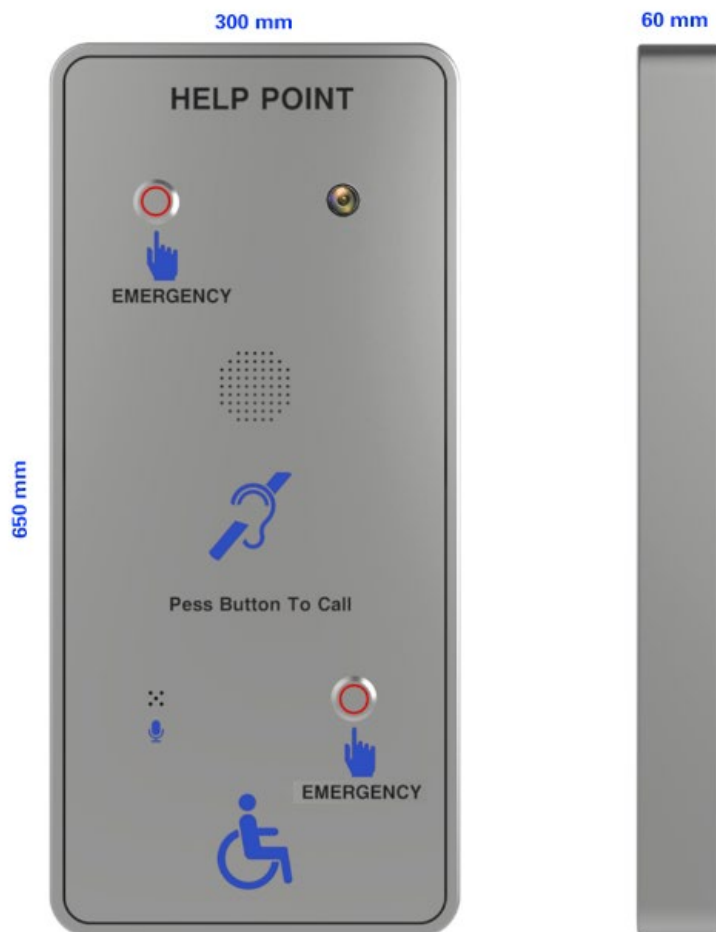 300 mm
60 mm
HELP POINT
EMERGENCY
650 mm
Pess Button To Call
EMERGENCY